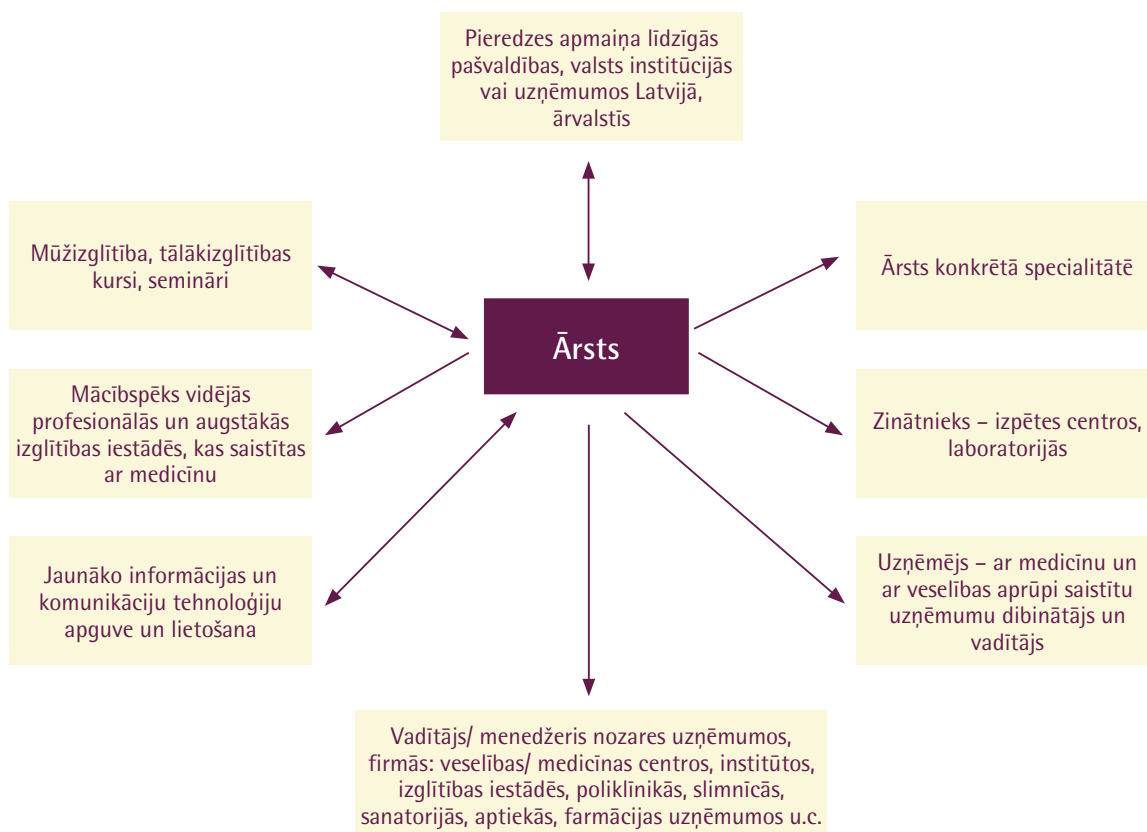 Pieredzes apmaiņa līdzīgās
pašvaldības, valsts institūcijās
vai uzņēmumos Latvijā,
ārvalstīs
Mūžizglītība, tālākizglītības
kursi, semināri
Ārsts konkrētā specialitātē
Ārsts
Mācībspēks vidējās
profesionālās un augstākās
izglītības iestādēs, kas saistītas
ar medicīnu
Zinātnieks – izpētes centros,
laboratorijās
Jaunāko informācijas un
komunikāciju tehnoloģiju
apguve un lietošana
Uzņēmējs – ar medicīnu un
ar veselības aprūpi saistītu
uzņēmumu dibinātājs un
vadītājs
Vadītājs/ menedžeris nozares uzņēmumos,
firmās: veselības/ medicīnas centros, institūtos,
izglītības iestādēs, poliklīnikās, slimnīcās,
sanatorijās, aptiekās, farmācijas uzņēmumos u.c.